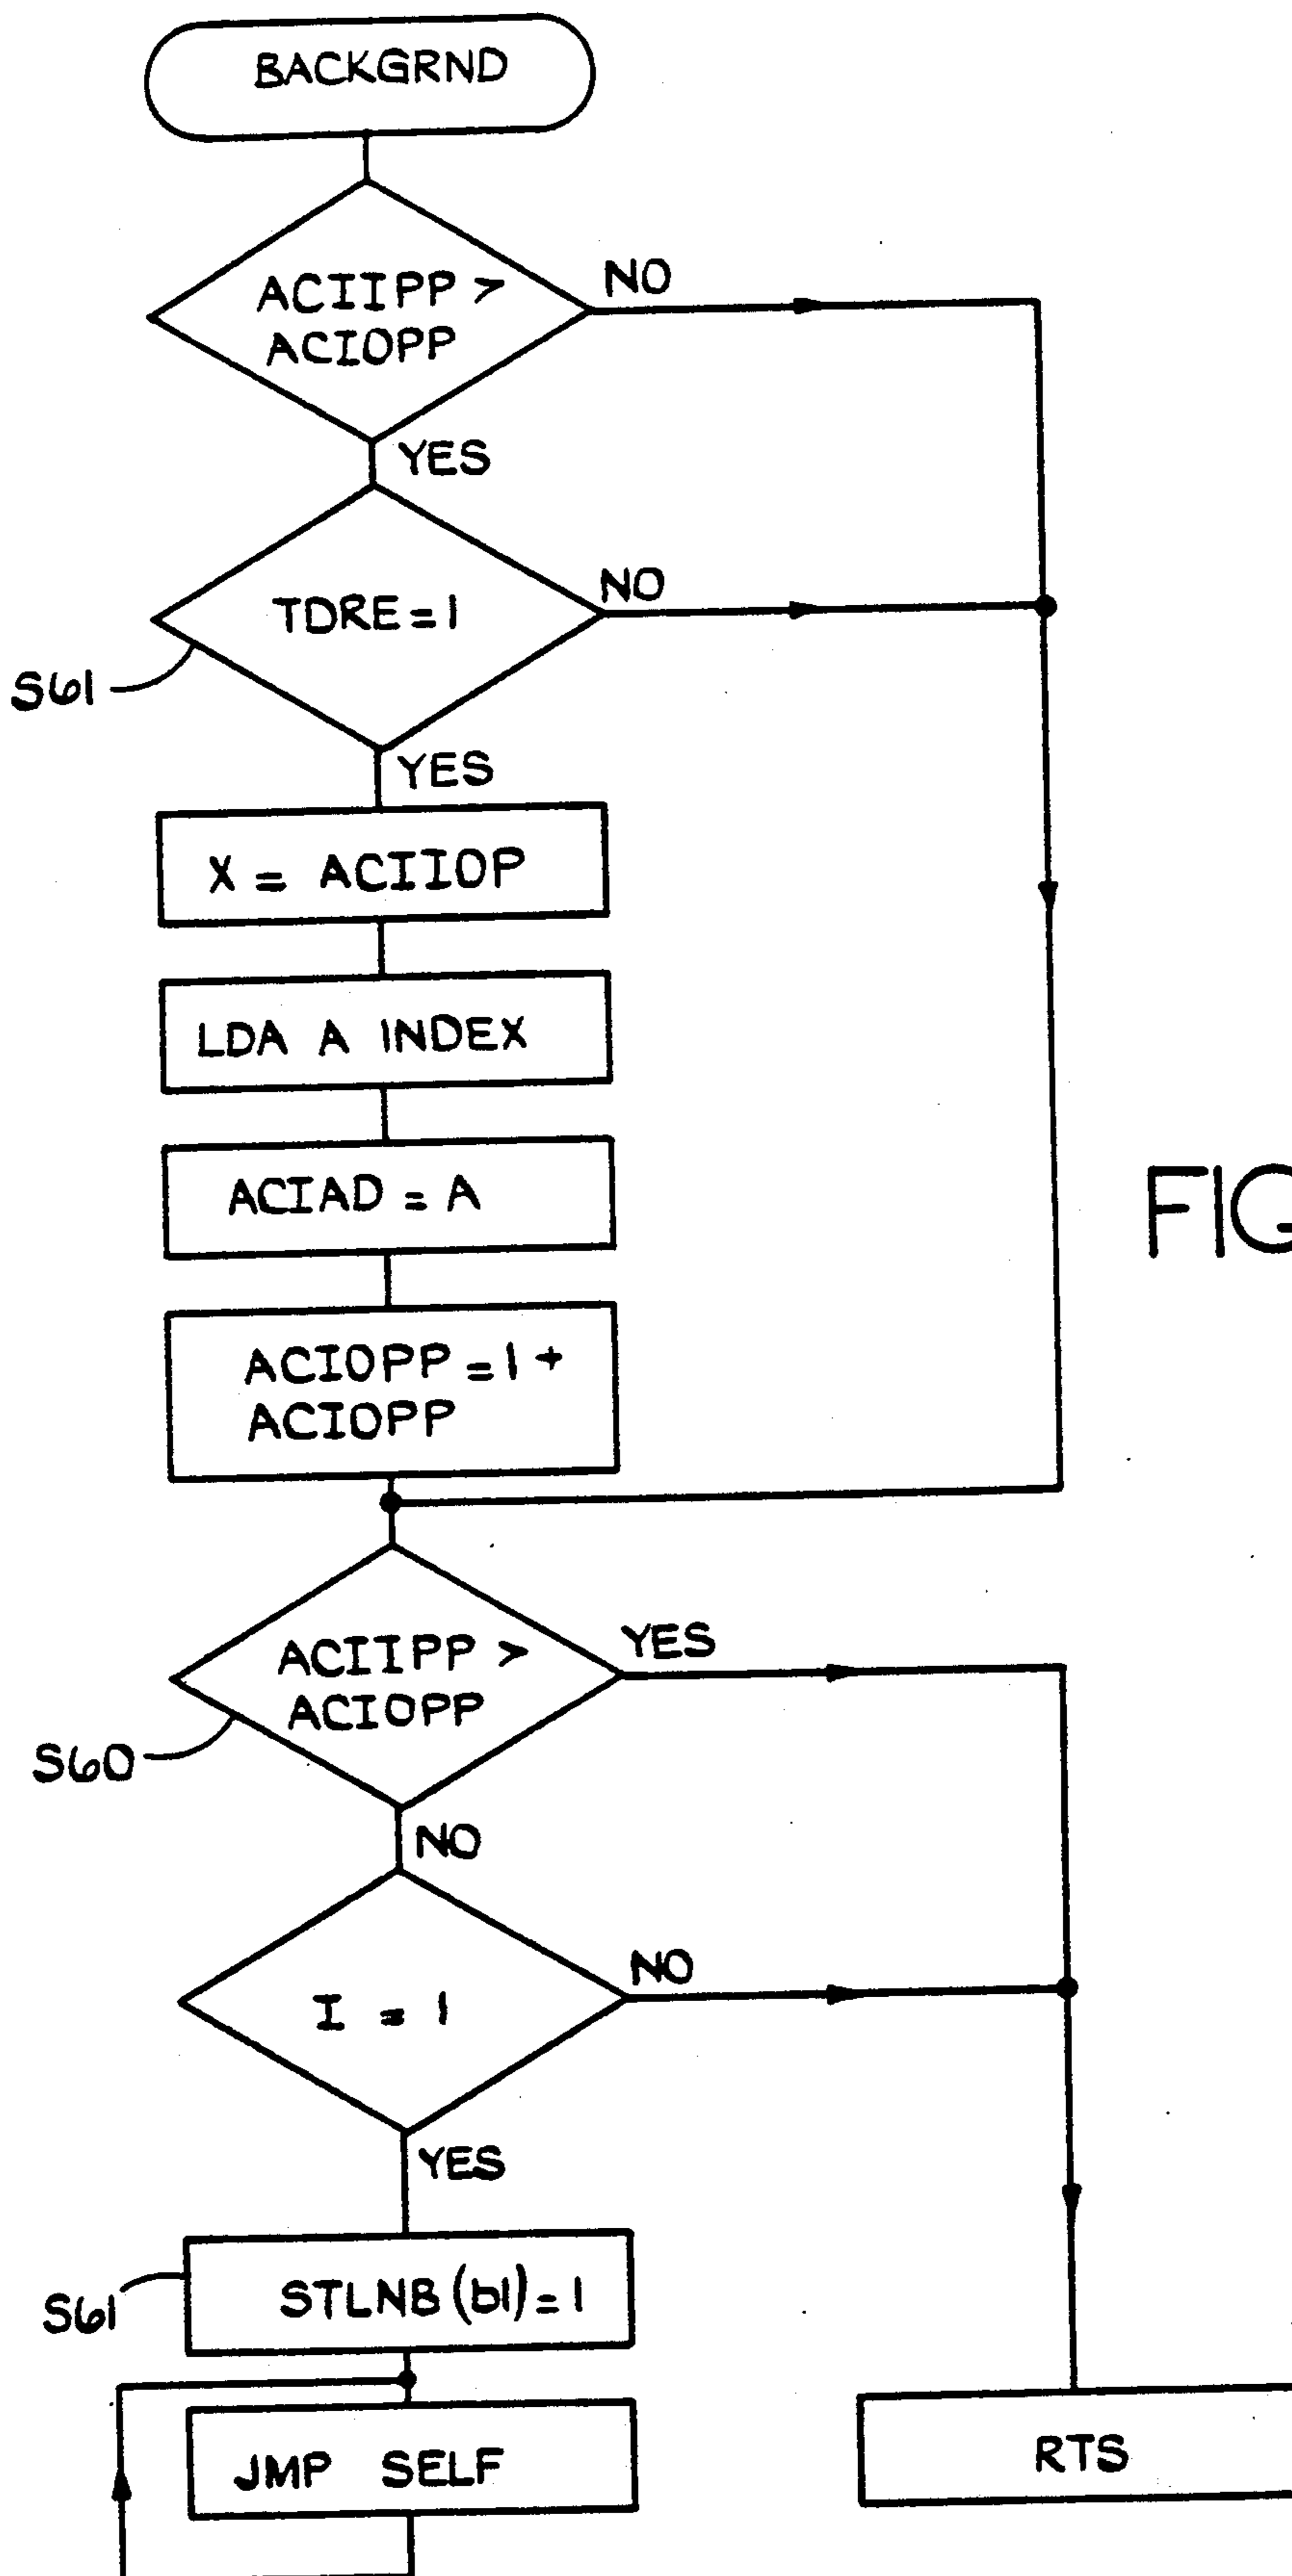 BACKGRND
ACIIPP >
ACIOPP
NO
YES
TDRE = 1
NO
S61
YES
X = ACIIOP
LDA A INDEX
ACIAD = A
FIG
ACIOPP = 1 +
ACIOPP
ACIIPP >
ACIOPP
YES
S60
NO
I = 1
NO
YES
STLNB (b1) = 1
S61
JMP SELF
RTS